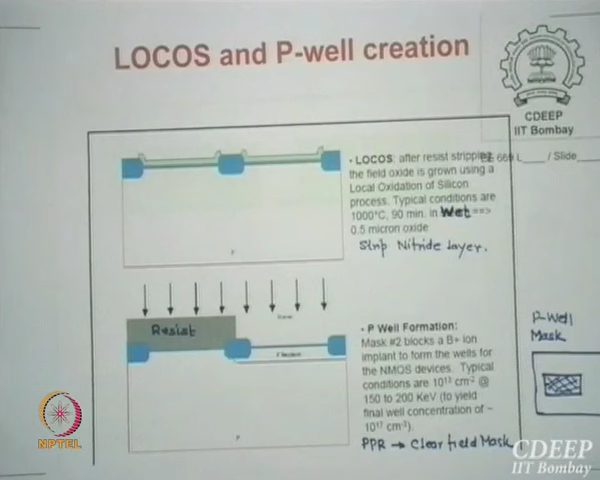 LOCOS and P-well creation
CDEEP
IIT Bombay
EE 669 L____ / Slide____
• LOCOS: after resist stripping,
the field oxide is grown using a
Local Oxidation of Silicon
process. Typical conditions are
1000°C, 90 min. in Wet ==>
0.5 micron oxide
Strip Nitride Layer.
P
Resist
• P Well Formation:
Mask #2 blocks a B+ ion
implant to form the wells for
the NMOS devices. Typical
conditions are 10¹³ cm⁻² @
150 to 200 KeV (to yield
final well concentration of ~
10¹⁷ cm⁻³).
PPR → Clear field Mask
P-Well
Mask
P
NPTEL
CDEEP
IIT Bombay